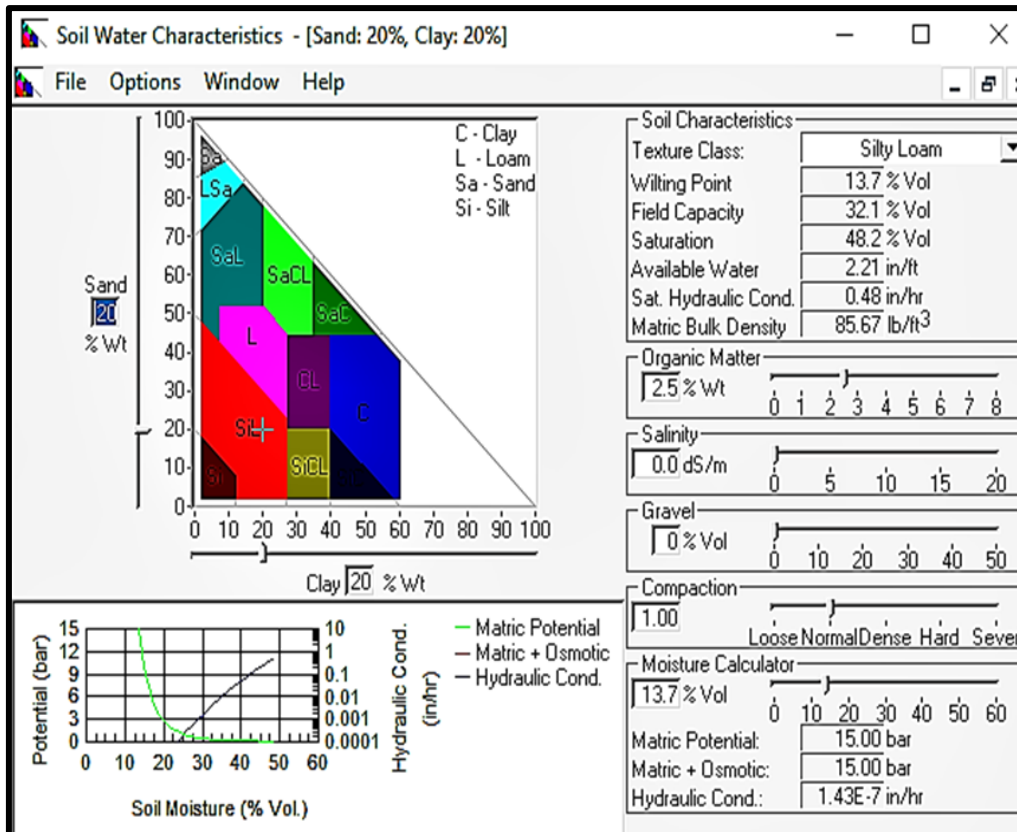 Soil Water Characteristics - [Sand: 20%, Clay: 20%]
File Options Window Help
100
90
80
70
60
50
40
30
20
10
0
Sand
20
% Wt
C - Clay
L - Loam
Sa - Sand
Si - Silt
Sa
LSa
SaL
SaCL
SaC
L
CL
C
SiL
SiCL
Si
0 10 20 30 40 50 60 70 80 90 100
Clay 20 % Wt
Soil Characteristics
Texture Class: Silty Loam
Wilting Point 13.7 % Vol
Field Capacity 32.1 % Vol
Saturation 48.2 % Vol
Available Water 2.21 in/ft
Sat. Hydraulic Cond. 0.48 in/hr
Matric Bulk Density 85.67 lb/ft3
Organic Matter
2.5 % Wt
0 1 2 3 4 5 6 7 8
Salinity
0.0 dS/m
0 5 10 15 20
Gravel
0 % Vol
0 10 20 30 40 50
Compaction
1.00
Loose Normal Dense Hard Sever
Moisture Calculator
13.7 % Vol
0 10 20 30 40 50 60
Matric Potential: 15.00 bar
Matric + Osmotic: 15.00 bar
Hydraulic Cond.: 1.43E-7 in/hr
Potential (bar)
15
12
9
6
3
0
0 10 20 30 40 50 60
Soil Moisture (% Vol.)
10
1
0.1
0.01
0.001
0.0001
Hydraulic Cond.
(in/hr)
Matric Potential
Matric + Osmotic
Hydraulic Cond.